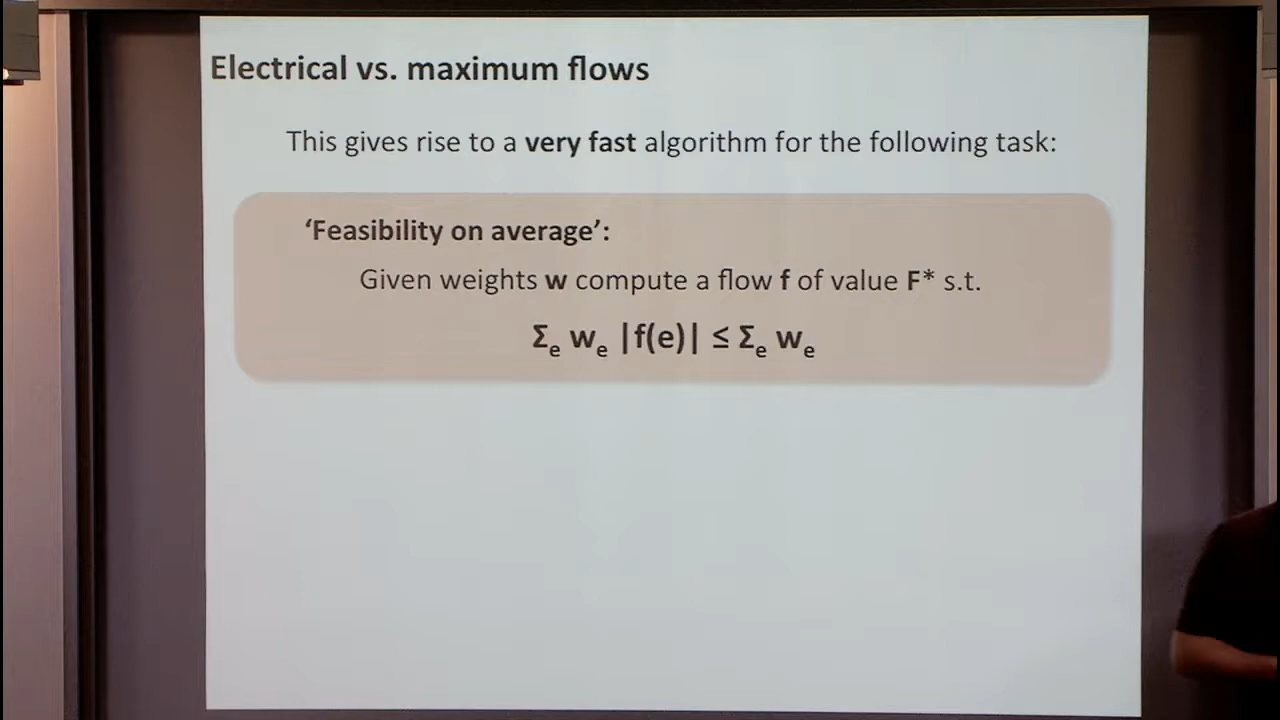 Electrical vs. maximum flows
This gives rise to a very fast algorithm for the following task:
‘Feasibility on average’:
Given weights w compute a flow f of value F* s.t.
Σe we |f(e)| ≤ Σe we